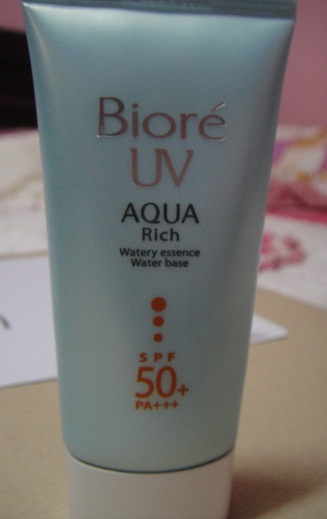 Bioré
UV
AQUA
Rich
Watery essence
Water base
SPF
50+
PA+++